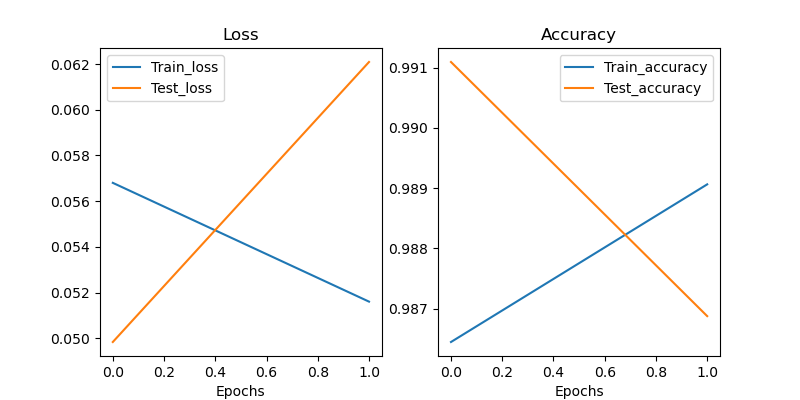 Loss
Train_loss
Test_loss
0.062
0.060
0.058
0.056
0.054
0.052
0.050
0.0 0.2 0.4 0.6 0.8 1.0
Epochs
Accuracy
Train_accuracy
Test_accuracy
0.991
0.990
0.989
0.988
0.987
0.0 0.2 0.4 0.6 0.8 1.0
Epochs